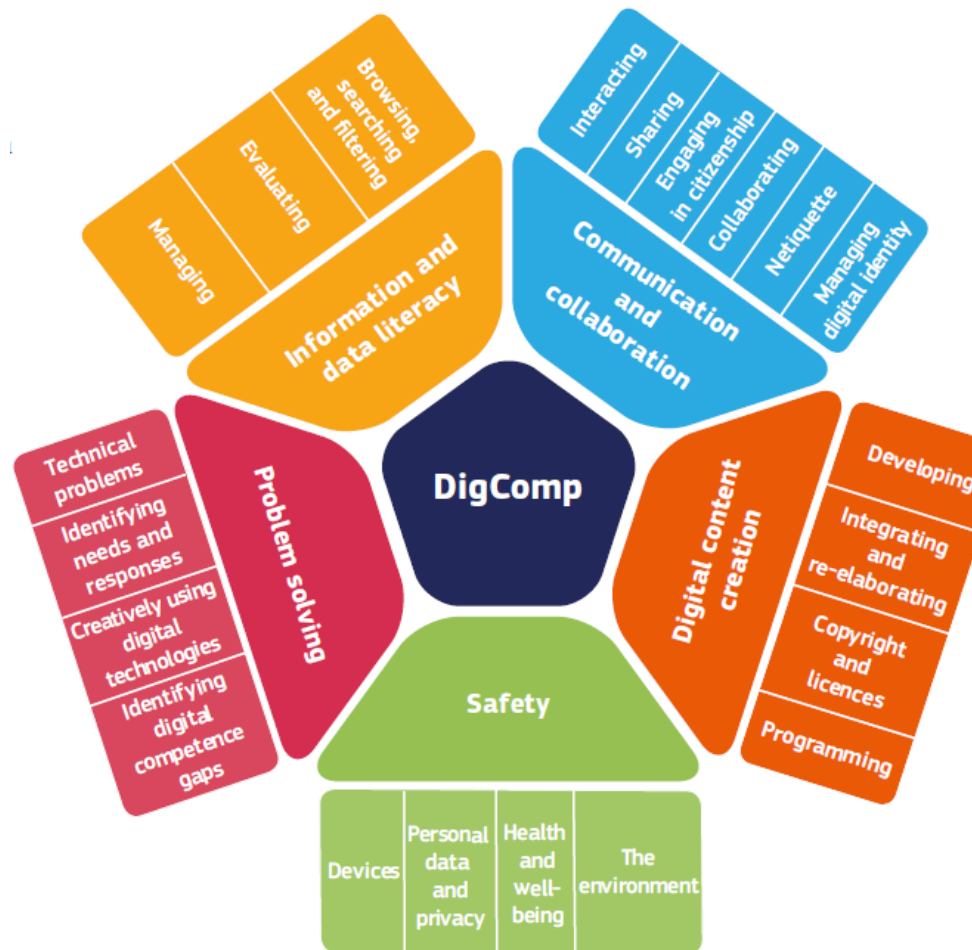 Browsing,
searching
and filtering
Evaluating
Managing
Information and
data literacy
Interacting
Sharing
Engaging
in citizenship
Collaborating
Netiquette
Managing
digital identity
Communication
and
collaboration
DigComp
Technical
problems
Identifying
needs and
responses
Creatively using
digital
technologies
Identifying
digital
competence
gaps
Problem solving
Digital content
creation
Developing
Integrating
and
re-elaborating
Copyright
and
licences
Programming
Safety
Devices
Personal
data
and
privacy
Health
and
well-
being
The
environment